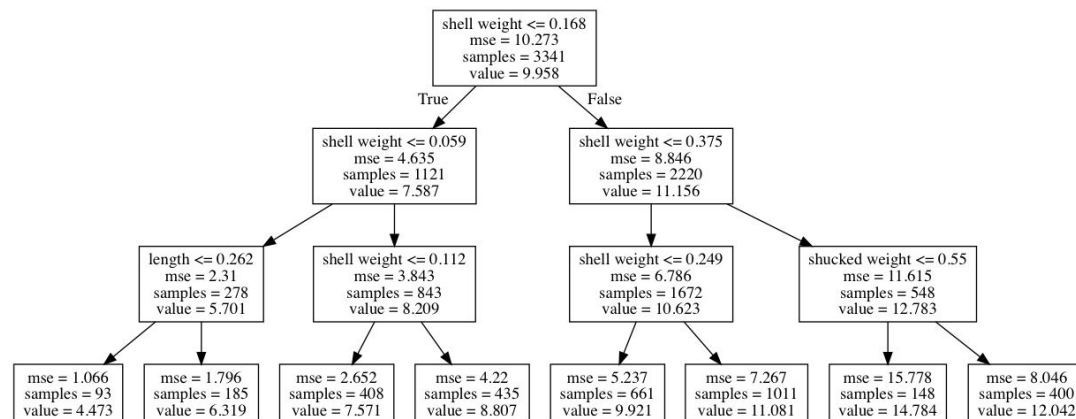 shell weight <= 0.168
mse = 10.273
samples = 3341
value = 9.958
True
False
shell weight <= 0.059
mse = 4.635
samples = 1121
value = 7.587
shell weight <= 0.375
mse = 8.846
samples = 2220
value = 11.156
length <= 0.262
mse = 2.31
samples = 278
value = 5.701
shell weight <= 0.112
mse = 3.843
samples = 843
value = 8.209
shell weight <= 0.249
mse = 6.786
samples = 1672
value = 10.623
shucked weight <= 0.55
mse = 11.615
samples = 548
value = 12.783
mse = 1.066
samples = 93
value = 4.473
mse = 1.796
samples = 185
value = 6.319
mse = 2.652
samples = 408
value = 7.571
mse = 4.22
samples = 435
value = 8.807
mse = 5.237
samples = 661
value = 9.921
mse = 7.267
samples = 1011
value = 11.081
mse = 15.778
samples = 148
value = 14.784
mse = 8.046
samples = 400
value = 12.042